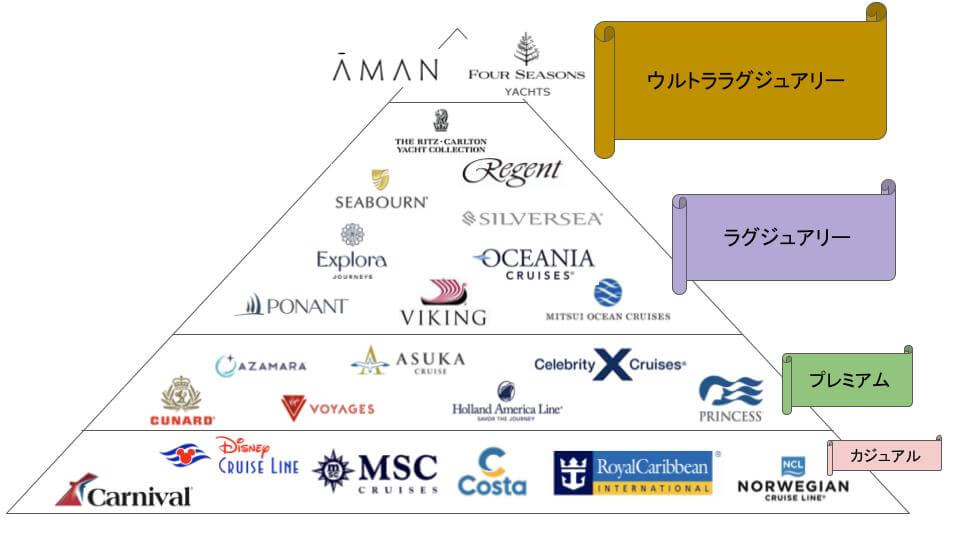 ĀMAN
FOUR SEASONS
YACHTS
ウルトララグジュアリー
THE RITZ-CARLTON
YACHT COLLECTION
Regent
SEABOURN®
SILVERSEA®
ラグジュアリー
Explora
JOURNEYS
OCEANIA
CRUISES®
PONANT
VIKING
MITSUI OCEAN CRUISES
AZAMARA
ASUKA
CRUISE
Celebrity X Cruises®
プレミアム
CUNARD®
Virgin VOYAGES
Holland America Line®
SAVOR THE JOURNEY
PRINCESS®
カジュアル
DISNEY
CRUISE LINE
MSC
CRUISES
Costa
RoyalCaribbean®
INTERNATIONAL
NCL
NORWEGIAN
CRUISE LINE®
Carnival